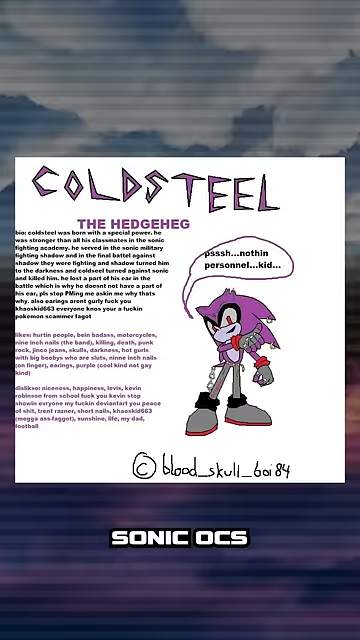 COLDSTEEL
THE HEDGEHEG
bio: coldsteel was born with a special power. he
was stronger than all his classmates in the sonic
fighting academy. he served in the sonic military
fighting shadow and in the final battel against
shadow they were fighting and shadow turned him
to the darkness and coldseel turned against sonic
and killed him. he lost a part of his ear in the
battle which is why he doesnt not have a part of
his ear, pls stop PMing me askin me why thats
why. also carings arent gurly fuck you
khaoskid663 everyone knos your a fuckin
pokemon scammer fagot
psssh...nothin
personnel...kid...
likes: hurtin people, bein badass, motorcycles,
nine inch nails (the band), killing, death, punk
rock, jinco jeans, skulls, darkness, hot gurls
with big boobys who are sluts, ninne inch nails
(on finger), earings, purple (cool kind not gay
kind)
dislikse: niceness, happiness, levis, kevin
robinson from school fuck you kevin stop
showin evryone my fuckin deviantart you peace
of shit, trent razner, short nails, khaoskid663
(megga ass-faggot), sunshine, life, my dad,
football
© blood_skull_boi84
SONIC OCS